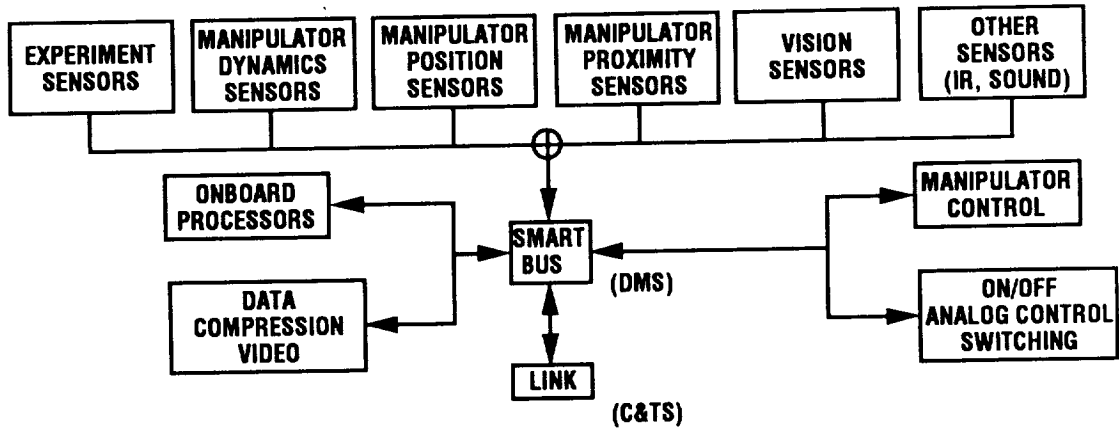 EXPERIMENT
SENSORS
MANIPULATOR
DYNAMICS
SENSORS
MANIPULATOR
POSITION
SENSORS
MANIPULATOR
PROXIMITY
SENSORS
VISION
SENSORS
OTHER
SENSORS
(IR, SOUND)
ONBOARD
PROCESSORS
SMART
BUS
(DMS)
MANIPULATOR
CONTROL
DATA
COMPRESSION
VIDEO
ON/OFF
ANALOG CONTROL
SWITCHING
LINK
(C&TS)